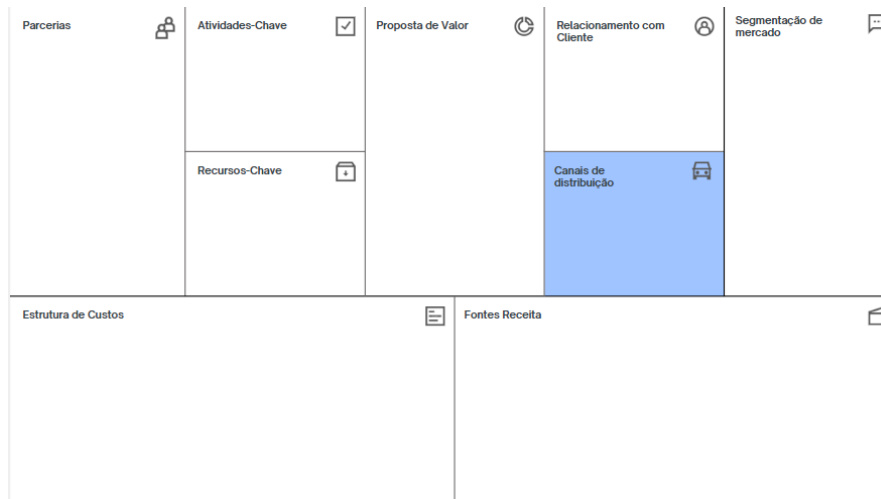 Parcerias
Atividades-Chave
Proposta de Valor
Relacionamento com
Cliente
Segmentação de
mercado
Recursos-Chave
Canais de
distribuição
Estrutura de Custos
Fontes Receita